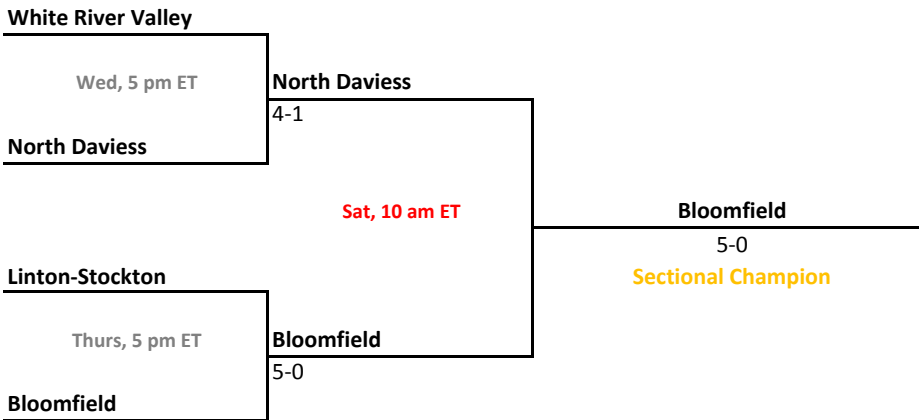 White River Valley
Wed, 5 pm ET
North Daviess
4-1
North Daviess
Sat, 10 am ET
Bloomfield
5-0
Sectional Champion
Linton-Stockton
Thurs, 5 pm ET
Bloomfield
5-0
Bloomfield